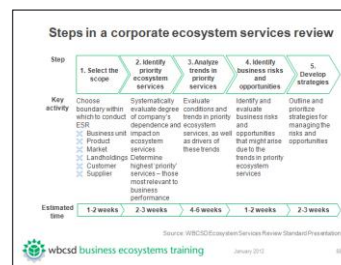 Steps in a corporate ecosystem services review
Step
1. Select the scope
2. Identify priority ecosystem services
3. Analyze trends in priority services
4. Identify business risks and opportunities
5. Develop strategies
Key activity
Choose boundary within which to conduct ESR
Business unit
Product
Market
Landholdings
Customer
Supplier
Systematically evaluate degree of company's dependence and impact on ecosystem services
Determine highest 'priority' services – those most relevant to business performance
Evaluate conditions and trends in priority ecosystem services, as well as drivers of these trends
Identify and evaluate business risks and opportunities that might arise due to the trends in priority ecosystem services
Outline and prioritize strategies for managing the risks and opportunities
Estimated time
1-2 weeks
2-3 weeks
4-6 weeks
1-2 weeks
2-3 weeks
Source: WBCSD Ecosystem Services Review Standard Presentation
wbcsd business ecosystems training
January 2012